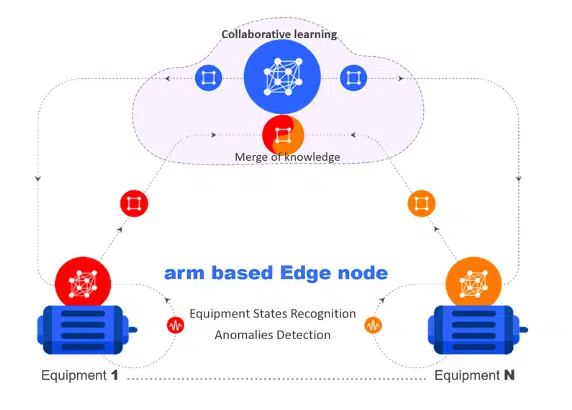 Collaborative learning
Merge of knowledge
arm based Edge node
Equipment States Recognition
Anomalies Detection
Equipment 1
Equipment N